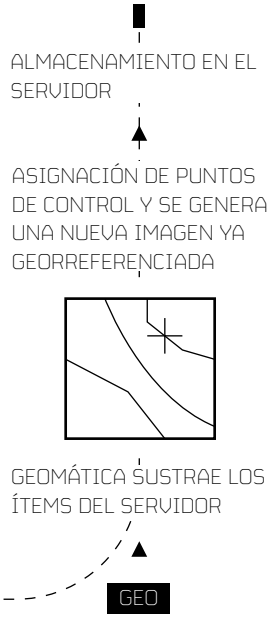 ALMACENAMIENTO EN EL
SERVIDOR
ASIGNACIÓN DE PUNTOS
DE CONTROL Y SE GENERA
UNA NUEVA IMAGEN YA
GEORREFERENCIADA
GEOMÁTICA SUSTRAE LOS
ÍTEMS DEL SERVIDOR
GEO